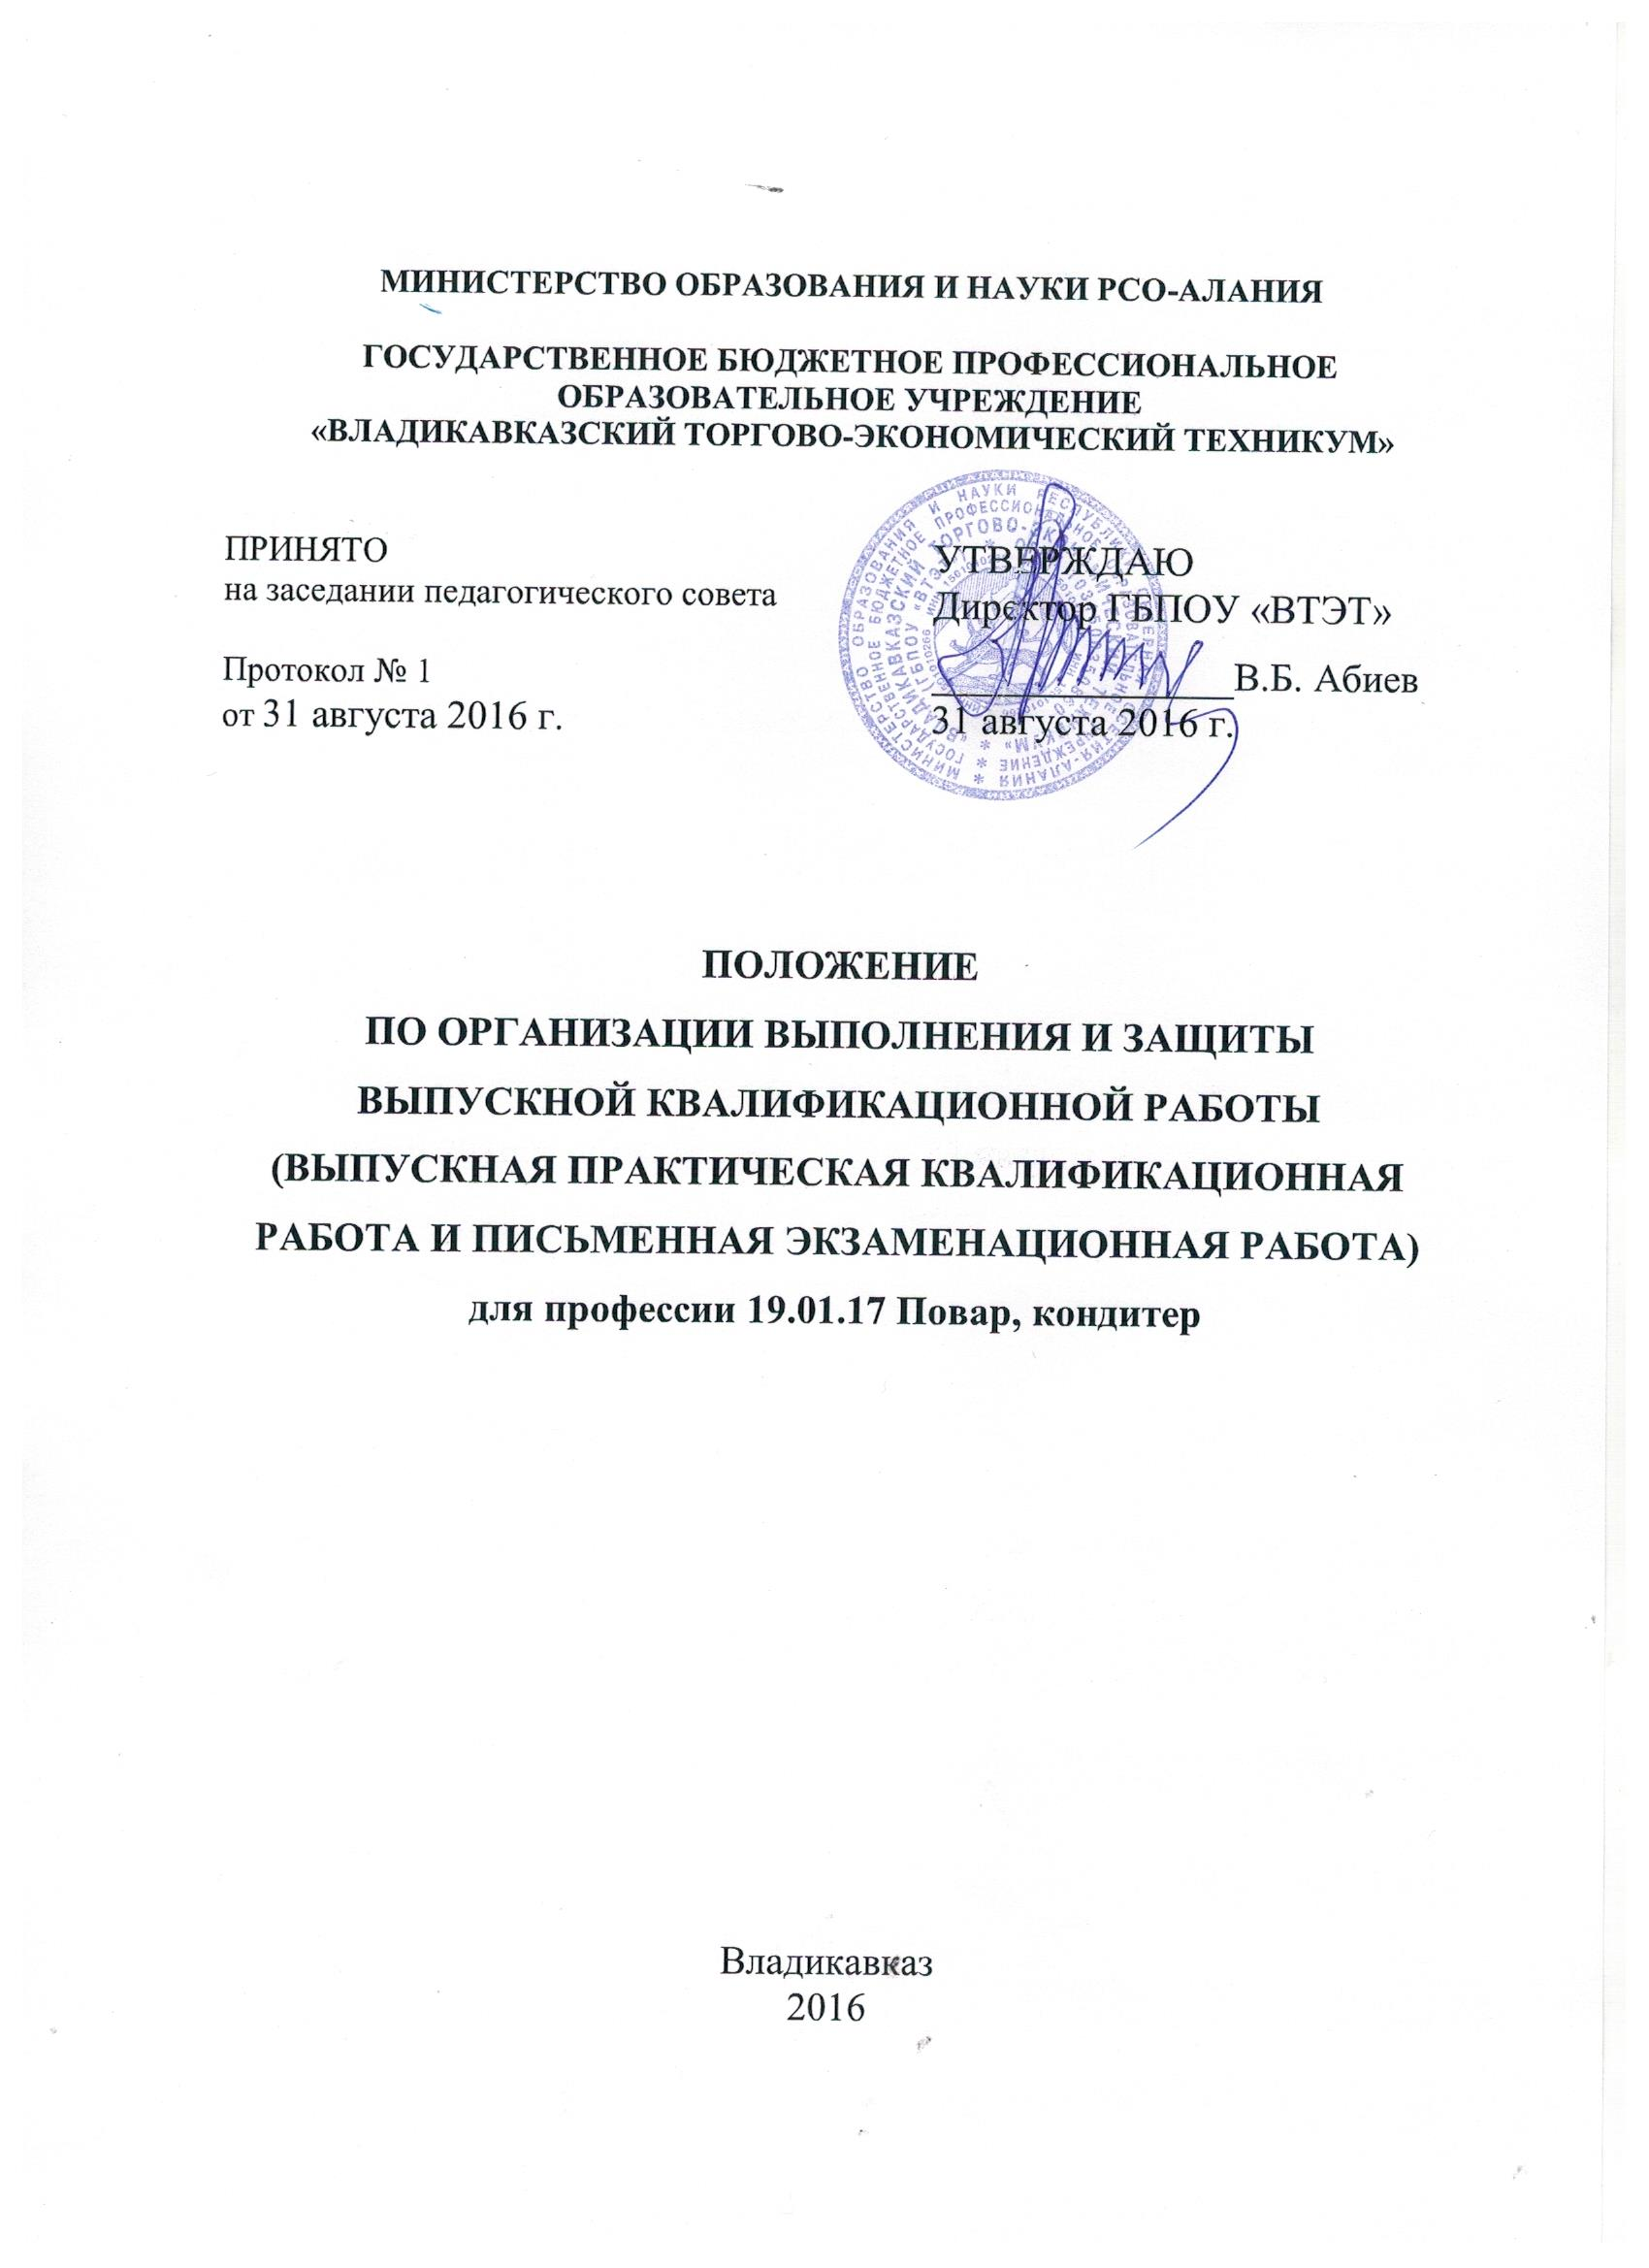 МИНИСТЕРСТВО ОБРАЗОВАНИЯ И НАУКИ РСО-АЛАНИЯ
ГОСУДАРСТВЕННОЕ БЮДЖЕТНОЕ ПРОФЕССИОНАЛЬНОЕ
ОБРАЗОВАТЕЛЬНОЕ УЧРЕЖДЕНИЕ
«ВЛАДИКАВКАЗСКИЙ ТОРГОВО-ЭКОНОМИЧЕСКИЙ ТЕХНИКУМ»
ПРИНЯТО
на заседании педагогического совета
Протокол № 1
от 31 августа 2016 г.
УТВЕРЖДАЮ
Директор ГБПОУ «ВТЭТ»
В.Б. Абиев
31 августа 2016 г.
ПОЛОЖЕНИЕ
ПО ОРГАНИЗАЦИИ ВЫПОЛНЕНИЯ И ЗАЩИТЫ
ВЫПУСКНОЙ КВАЛИФИКАЦИОННОЙ РАБОТЫ
(ВЫПУСКНАЯ ПРАКТИЧЕСКАЯ КВАЛИФИКАЦИОННАЯ
РАБОТА И ПИСЬМЕННАЯ ЭКЗАМЕНАЦИОННАЯ РАБОТА)
для профессии 19.01.17 Повар, кондитер
Владикавказ
2016